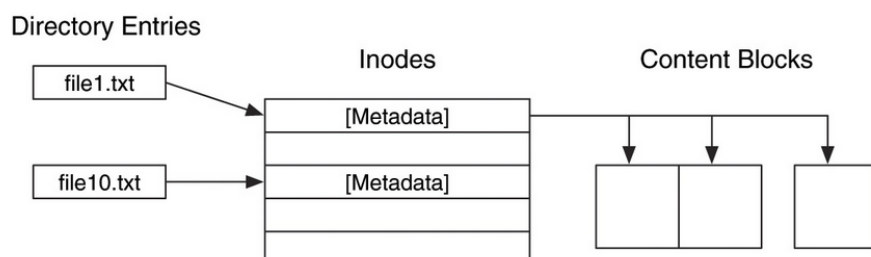 Directory Entries
Inodes
Content Blocks
file1.txt
[Metadata]
file10.txt
[Metadata]